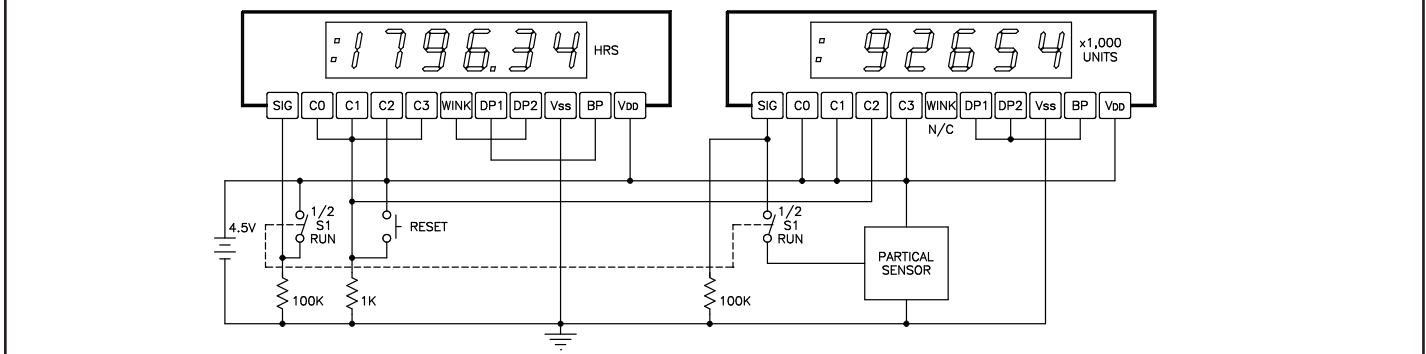 :1796.34 HRS
SIG C0 C1 C2 C3 WINK DP1 DP2 Vss BP VDD
: 92654 x1,000 UNITS
SIG C0 C1 C2 C3 WINK DP1 DP2 Vss BP VDD
N/C
4.5V
1/2
S1
RUN
RESET
100K
1K
1/2
S1
RUN
100K
PARTICAL
SENSOR